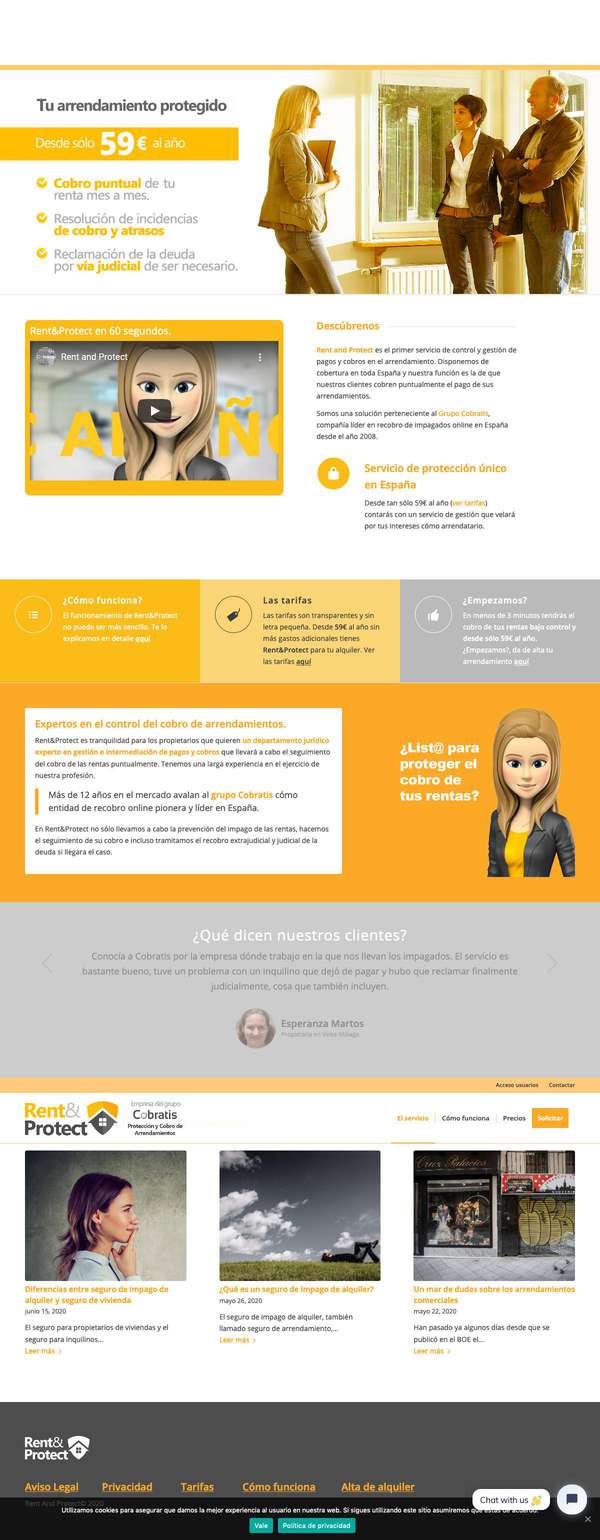 Tu arrendamiento protegido
Desde sólo 59€ al año
Cobro puntual de tu
renta mes a mes.
Resolución de incidencias
de cobro y atrasos
Reclamación de la deuda
por vía judicial de ser necesario.
Rent&Protect en 60 segundos.
Rent and Protect
Descúbrenos
Rent and Protect es el primer servicio de control y gestión de
pagos y cobros en el arrendamiento. Disponemos de
cobertura en toda España y nuestra función es la de que
nuestros clientes cobren puntualmente el pago de sus
arrendamientos.
Somos una solución perteneciente al Grupo Cobratis,
compañía líder en recobro de impagados online en España
desde el año 2008.
Servicio de protección único
en España
Desde tan sólo 59€ al año (ver tarifas)
contarás con un servicio de gestión que velará
por tus intereses cómo arrendatario.
¿Cómo funciona?
El funcionamiento de Rent&Protect
no puede ser más sencillo. Te lo
explicamos en detalle aquí
Las tarifas
Las tarifas son transparentes y sin
letra pequeña. Desde 59€ al año sin
más gastos adicionales tienes
Rent&Protect para tu alquiler. Ver
las tarifas aquí
¿Empezamos?
En menos de 3 minutos tendrás el
cobro de tus rentas bajo control y
desde sólo 59€ al año.
¿Empezamos?, da de alta tu
arrendamiento aquí
Expertos en el control del cobro de arrendamientos.
Rent&Protect es tranquilidad para los propietarios que quieren un departamento jurídico
experto en gestión e intermediación de pagos y cobros que llevará a cabo el seguimiento
del cobro de las rentas puntualmente. Tenemos una larga experiencia en el ejercicio de
nuestra profesión.
Más de 12 años en el mercado avalan al grupo Cobratis cómo
entidad de recobro online pionera y líder en España.
En Rent&Protect no sólo llevamos a cabo la prevención del impago de las rentas, hacemos
el seguimiento de su cobro e incluso tramitamos el recobro extrajudicial y judicial de la
deuda si llegara el caso.
¿List@ para
proteger el
cobro de
tus rentas?
¿Qué dicen nuestros clientes?
Conocía a Cobratis por la empresa dónde trabajo en la que nos llevan los impagados. El servicio es
bastante bueno, tuve un problema con un inquilino que dejó de pagar y hubo que reclamar finalmente
judicialmente, cosa que también incluyen.
Esperanza Martos
Propietaria en Velez-Málaga
Acceso usuarios Contactar
Rent&
Protect
Empresa del grupo
Cobratis
Protección y Cobro de
Arrendamientos
El servicio Cómo funciona Precios Solicitar
Diferencias entre seguro de impago de
alquiler y seguro de vivienda
junio 15, 2020
El seguro para propietarios de viviendas y el
seguro para inquilinos...
Leer más
¿Qué es un seguro de impago de alquiler?
mayo 26, 2020
El seguro de impago de alquiler, también
llamado seguro de arrendamiento,...
Leer más
Cruz Palacios
Un mar de dudas sobre los arrendamientos
comerciales
mayo 22, 2020
Han pasado ya algunos días desde que se
publicó en el BOE el...
Leer más
Rent&
Protect
Aviso Legal Privacidad Tarifas Cómo funciona Alta de alquiler
Chat with us 👋
Rent And Protect© 2020
Utilizamos cookies para asegurar que damos la mejor experiencia al usuario en nuestra web. Si sigues utilizando este sitio asumiremos que estás de acuerdo.
Vale Política de privacidad